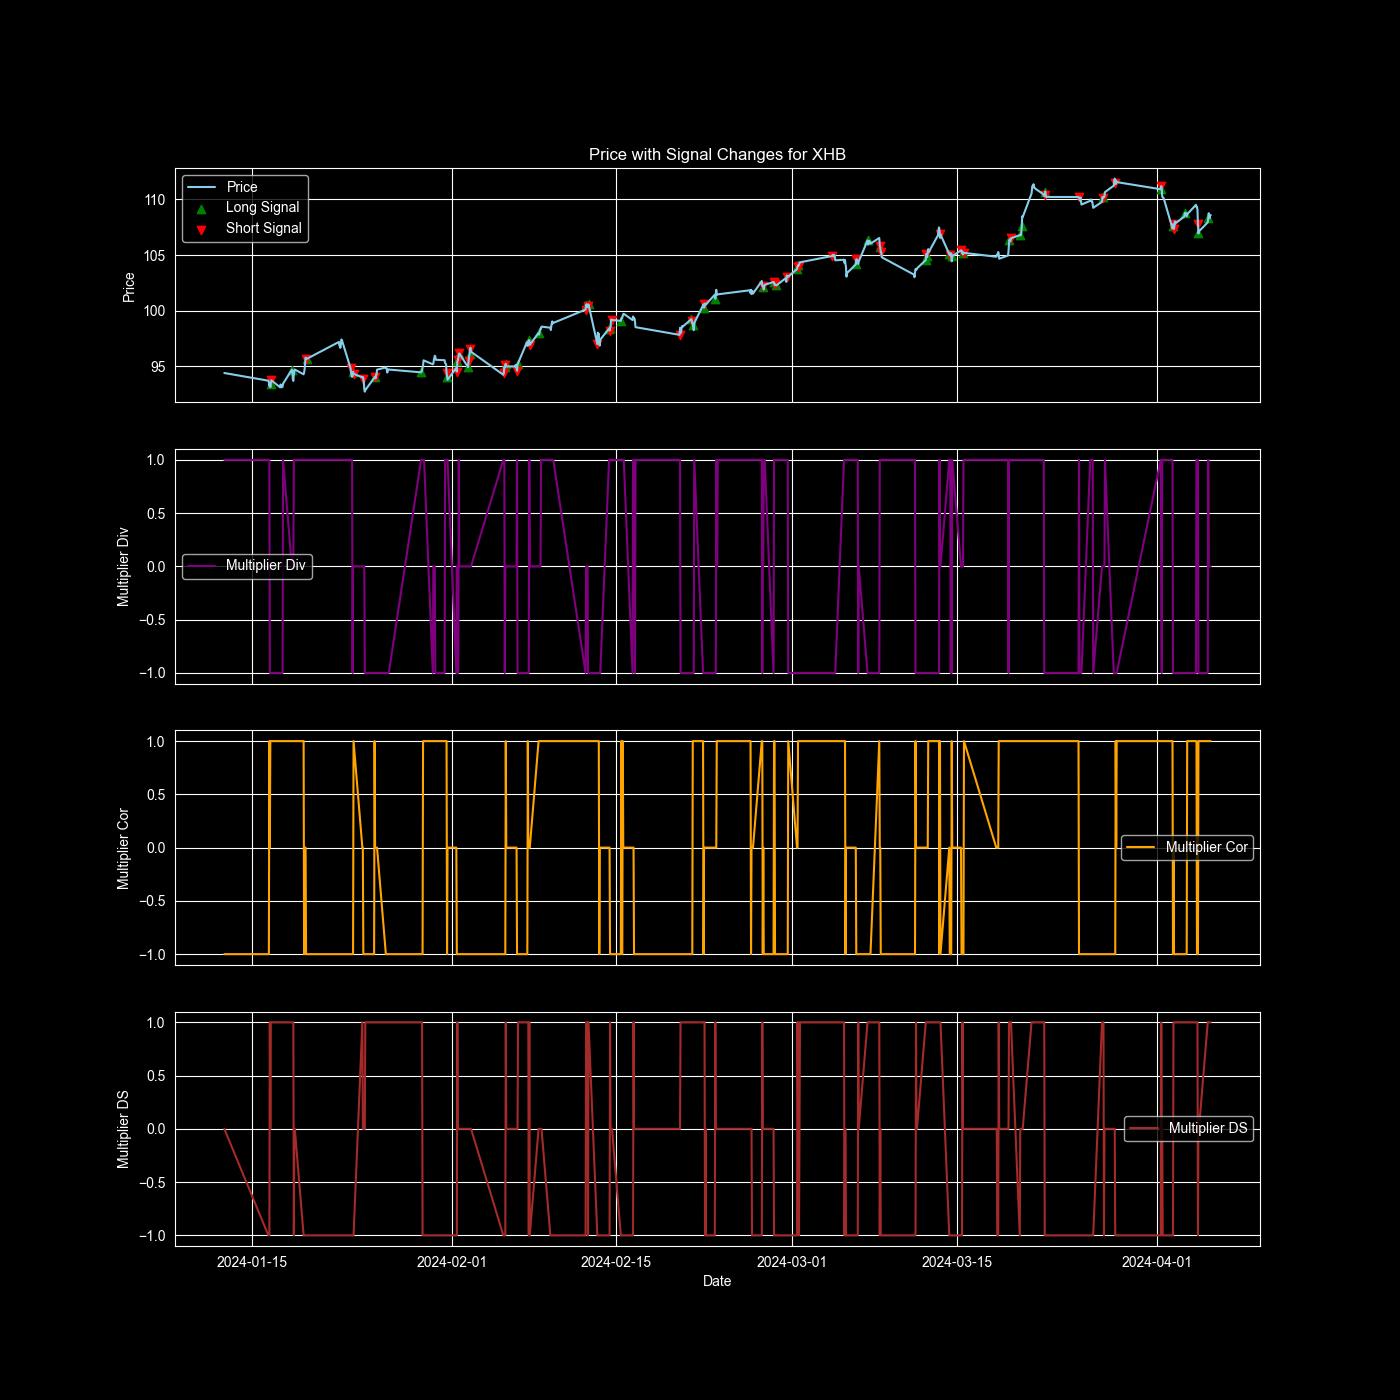 Price with Signal Changes for XHB
Price
Long Signal
Short Signal
110
105
100
95
Price
1.0
0.5
0.0
−0.5
−1.0
Multiplier Div
Multiplier Div
1.0
0.5
0.0
−0.5
−1.0
Multiplier Cor
Multiplier Cor
1.0
0.5
0.0
−0.5
−1.0
Multiplier DS
Multiplier DS
2024-01-15 2024-02-01 2024-02-15 2024-03-01 2024-03-15 2024-04-01
Date